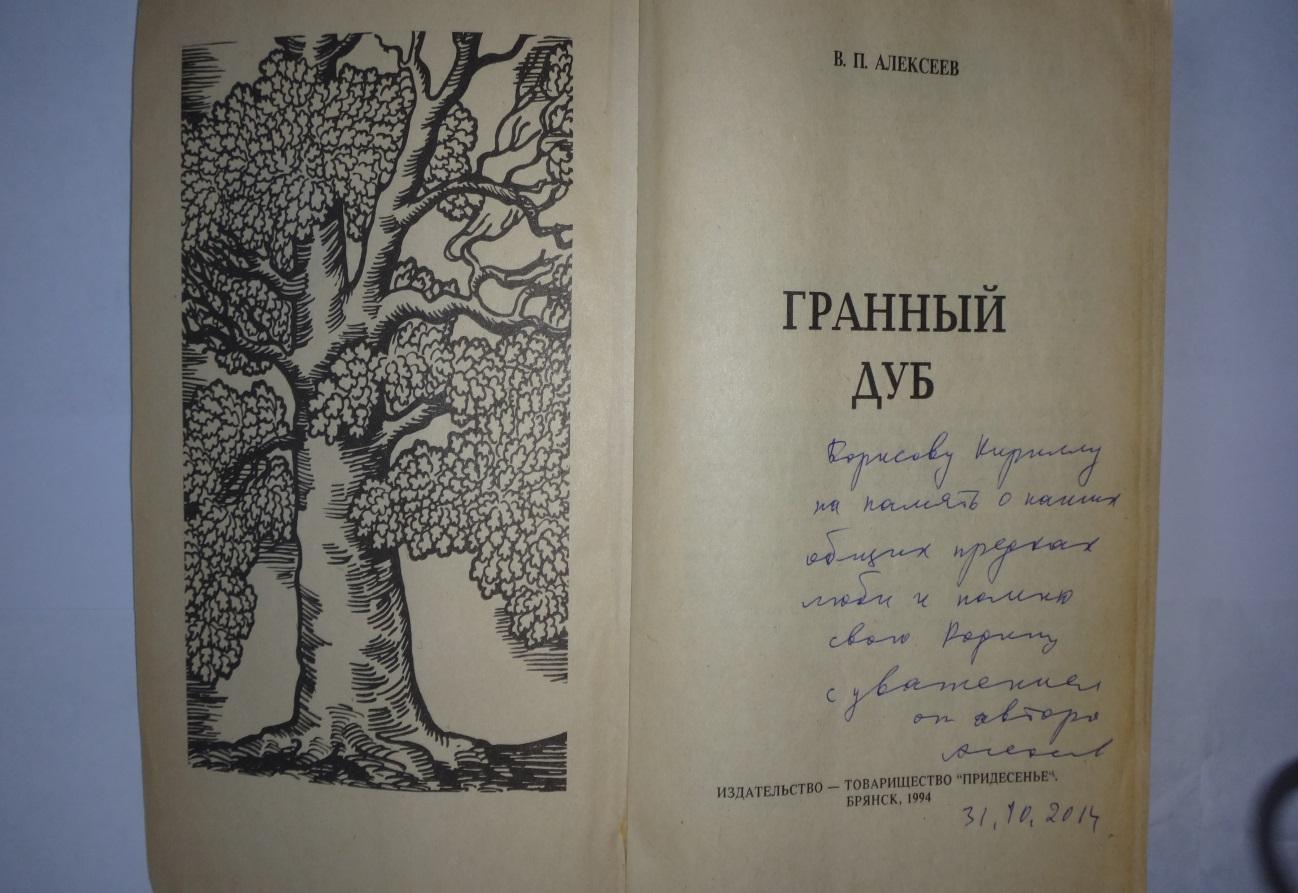 В. П. АЛЕКСЕЕВ
ГРАННЫЙ
ДУБ
Борисову Кириллу
на память о наших
общих предках
люби и помни
свою Родину
с уважением
от автора
ИЗДАТЕЛЬСТВО — ТОВАРИЩЕСТВО "ПРИДЕСЕНЬЕ".
БРЯНСК, 1994
31.10.2014